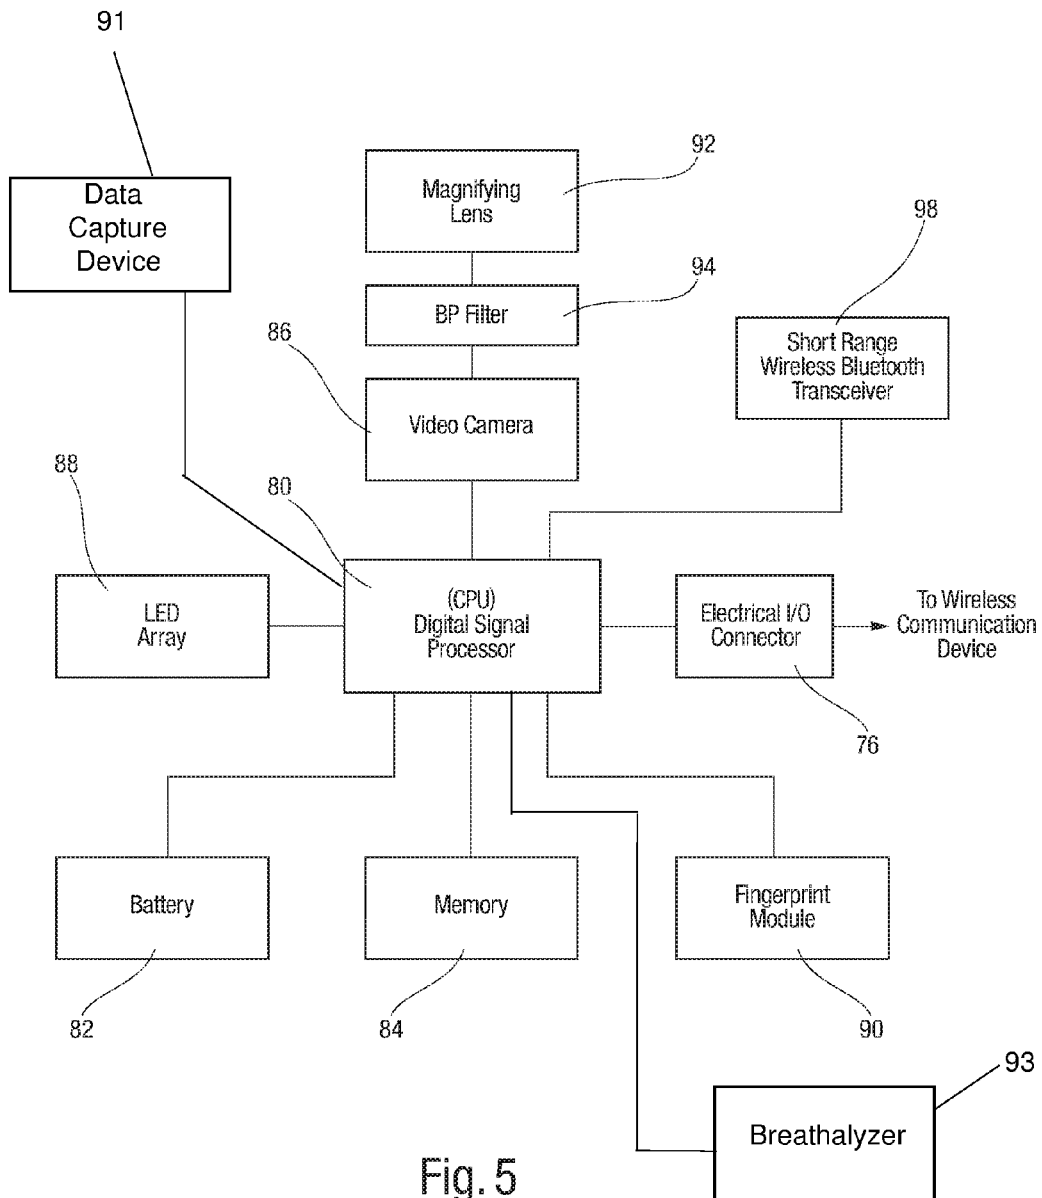 91
Data
Capture
Device
92
Magnifying
Lens
98
94
BP Filter
86
Short Range
Wireless Bluetooth
Transceiver
Video Camera
88
80
LED
Array
(CPU)
Digital Signal
Processor
Electrical I/O
Connector
To Wireless
Communication
Device
76
Battery
Memory
Fingerprint
Module
82
84
90
93
Breathalyzer
Fig. 5